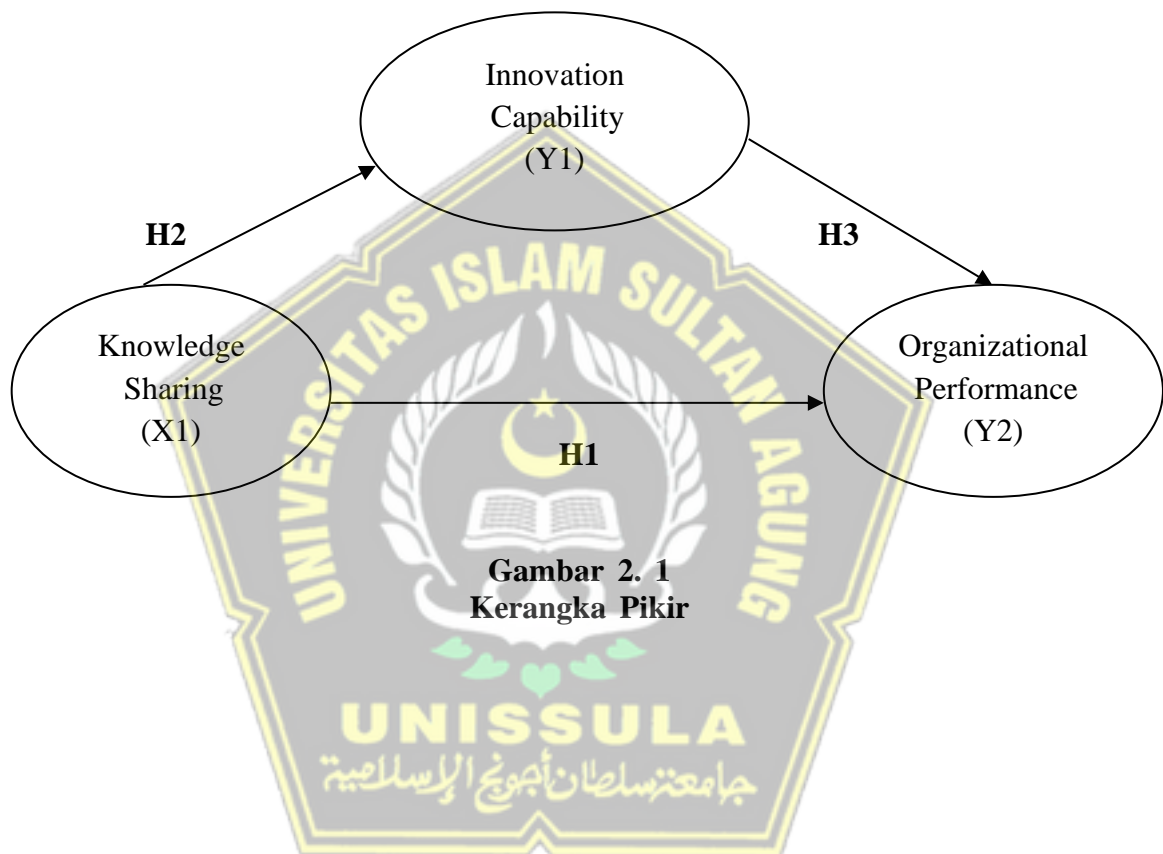 Innovation
Capability
(Y1)
H2
H3
Knowledge
Sharing
(X1)
Organizational
Performance
(Y2)
H1
Gambar 2. 1
Kerangka Pikir
UNIVERSITAS ISLAM SULTAN AGUNG
UNISSULA
جامعته سلطان أجونج الإسلامية